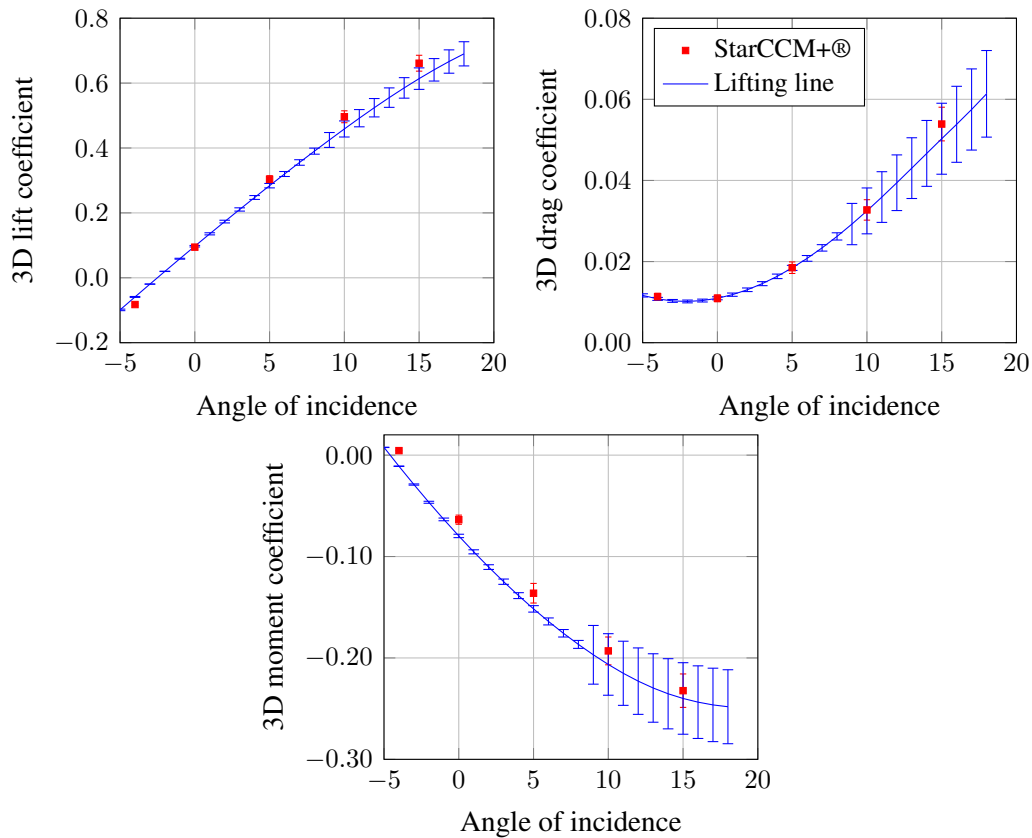 0.8
0.6
0.4
0.2
0.0
−0.2
−5 0 5 10 15 20
3D lift coefficient
Angle of incidence
0.08
0.06
0.04
0.02
0.00
−5 0 5 10 15 20
3D drag coefficient
Angle of incidence
StarCCM+®
Lifting line
0.00
−0.10
−0.20
−0.30
−5 0 5 10 15 20
3D moment coefficient
Angle of incidence